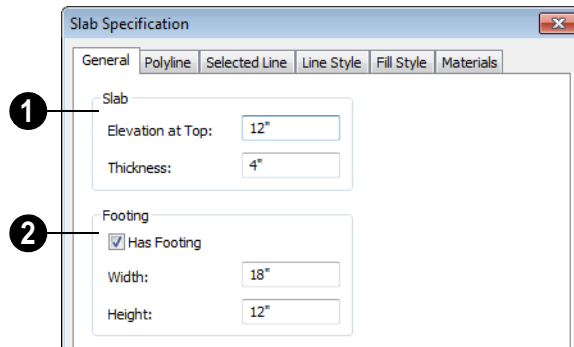 Slab Specification
General Polyline Selected Line Line Style Fill Style Materials
1
Slab
Elevation at Top: 12"
Thickness: 4"
2
Footing
Has Footing
Width: 18"
Height: 12"